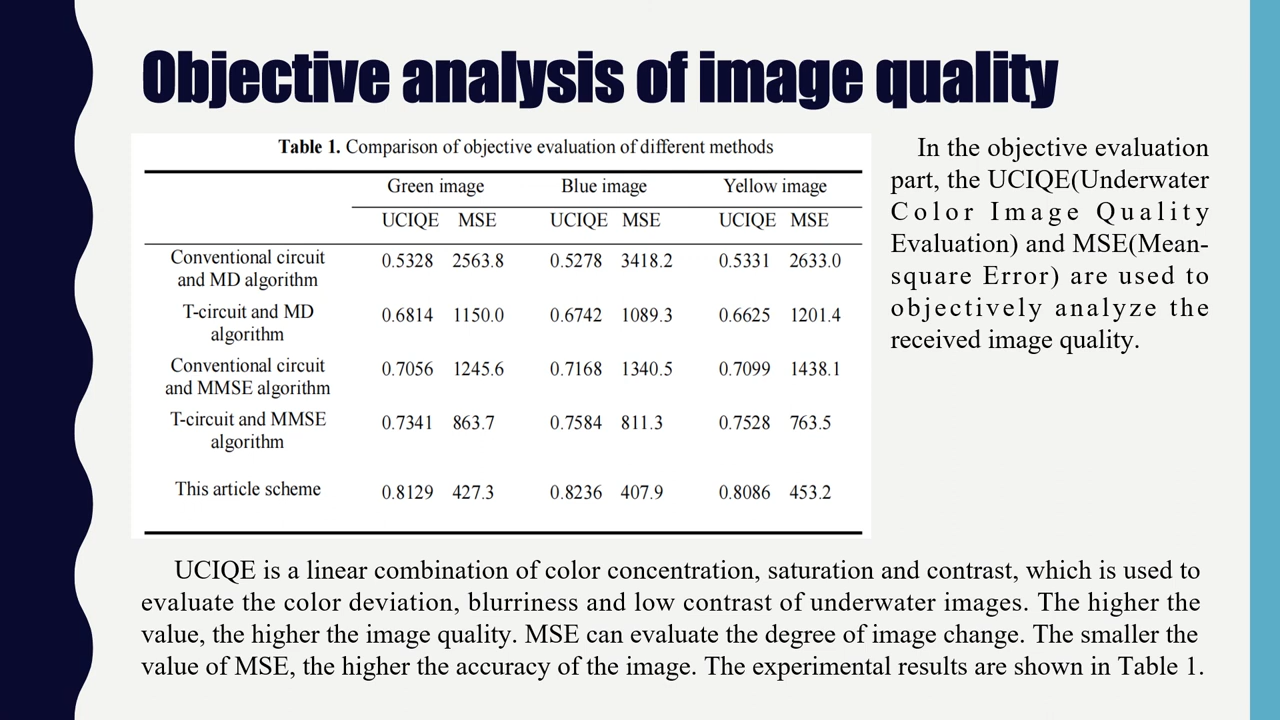 Objective analysis of image quality
Table 1. Comparison of objective evaluation of different methods
Green image Blue image Yellow image
UCIQE MSE UCIQE MSE UCIQE MSE
Conventional circuit
and MD algorithm
0.5328 2563.8 0.5278 3418.2 0.5331 2633.0
T-circuit and MD
algorithm
0.6814 1150.0 0.6742 1089.3 0.6625 1201.4
Conventional circuit
and MMSE algorithm
0.7056 1245.6 0.7168 1340.5 0.7099 1438.1
T-circuit and MMSE
algorithm
0.7341 863.7 0.7584 811.3 0.7528 763.5
This article scheme
0.8129 427.3 0.8236 407.9 0.8086 453.2
In the objective evaluation
part, the UCIQE(Underwater
Color Image Quality
Evaluation) and MSE(Mean-
square Error) are used to
objectively analyze the
received image quality.
UCIQE is a linear combination of color concentration, saturation and contrast, which is used to
evaluate the color deviation, blurriness and low contrast of underwater images. The higher the
value, the higher the image quality. MSE can evaluate the degree of image change. The smaller the
value of MSE, the higher the accuracy of the image. The experimental results are shown in Table 1.